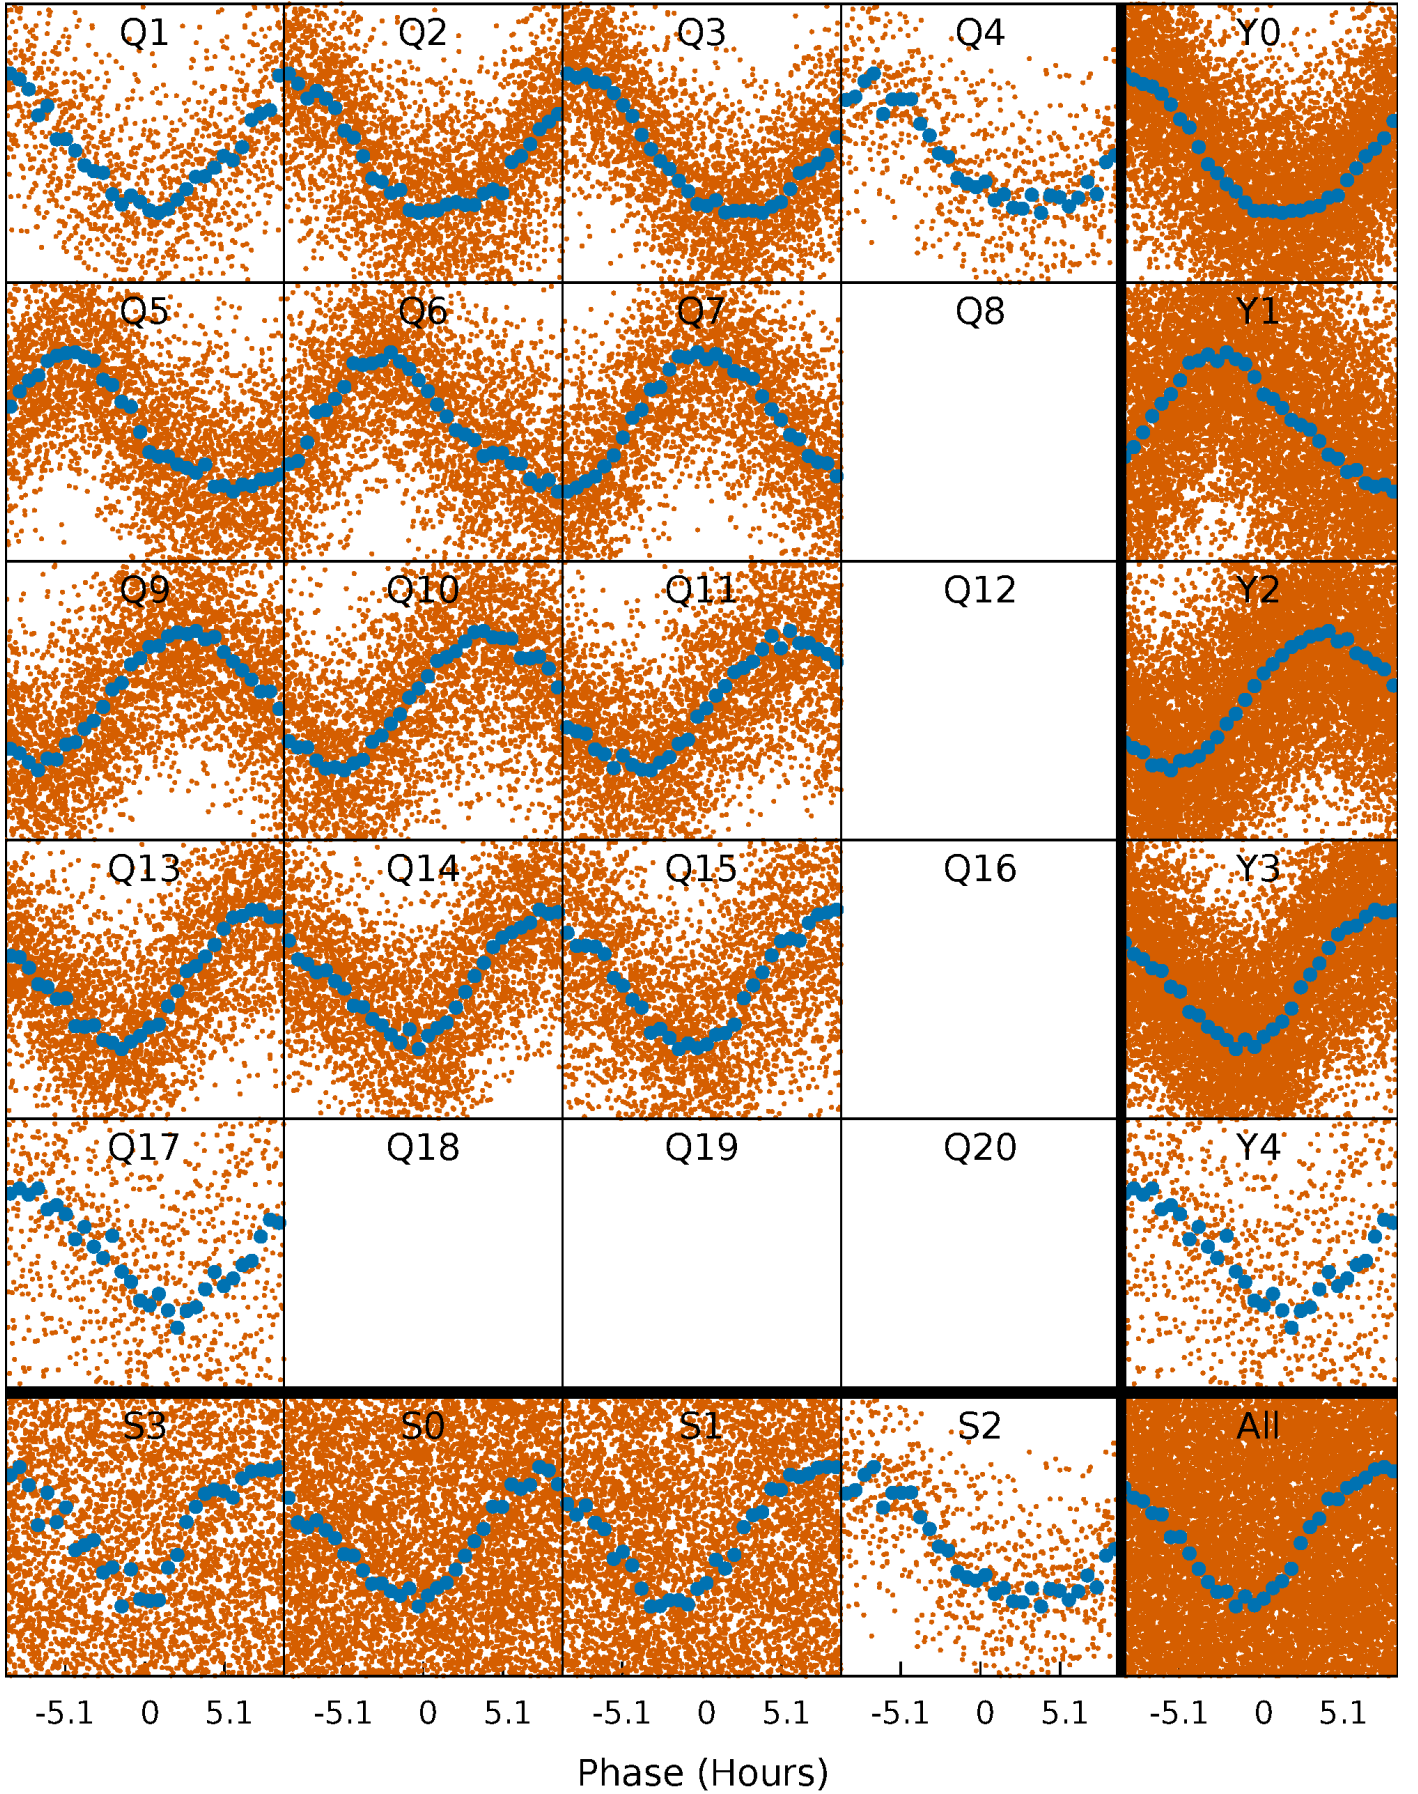 Q1 Q2 Q3 Q4 Y0
Q5 Q6 Q7 Q8 Y1
Q9 Q10 Q11 Q12 Y2
Q13 Q14 Q15 Q16 Y3
Q17 Q18 Q19 Q20 Y4
S3 S0 S1 S2 All
-5.1 0 5.1 -5.1 0 5.1 -5.1 0 5.1 -5.1 0 5.1 -5.1 0 5.1
Phase (Hours)